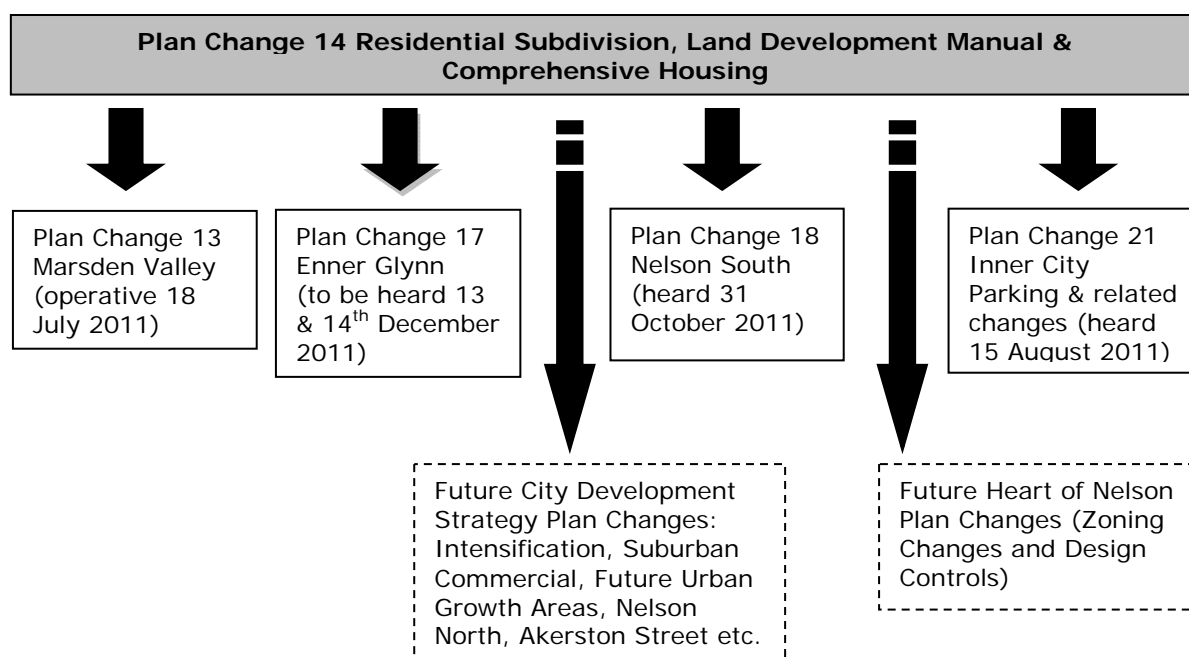 Plan Change 14 Residential Subdivision, Land Development Manual &
Comprehensive Housing
Plan Change 13
Marsden Valley
(operative 18
July 2011)
Plan Change 17
Enner Glynn
(to be heard 13
& 14th December
2011)
Plan Change 18
Nelson South
(heard 31
October 2011)
Plan Change 21
Inner City
Parking & related
changes (heard
15 August 2011)
Future City Development
Strategy Plan Changes:
Intensification, Suburban
Commercial, Future Urban
Growth Areas, Nelson
North, Akerston Street etc.
Future Heart of Nelson
Plan Changes (Zoning
Changes and Design
Controls)